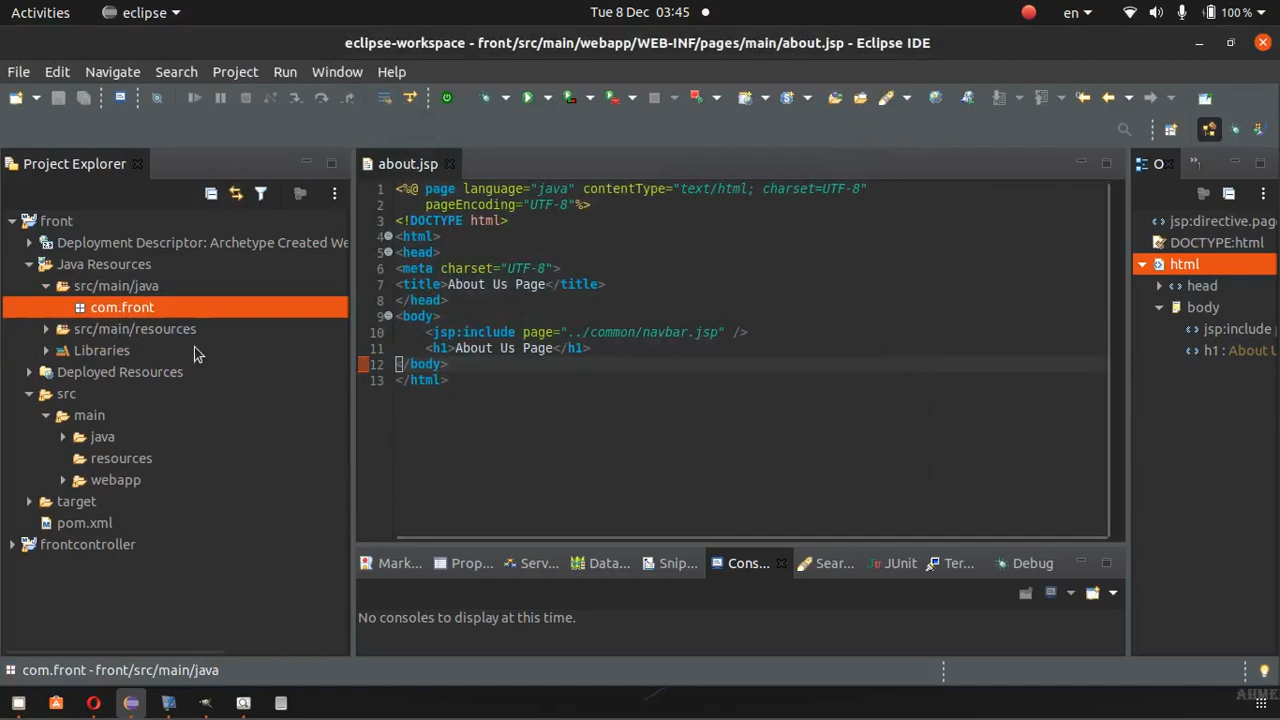 Activities eclipse Tue 8 Dec 03:45 en 100 %
eclipse-workspace - front/src/main/webapp/WEB-INF/pages/main/about.jsp - Eclipse IDE
File Edit Navigate Search Project Run Window Help
Project Explorer
about.jsp
O
front
Deployment Descriptor: Archetype Created We
Java Resources
src/main/java
com.front
src/main/resources
Libraries
Deployed Resources
src
main
java
resources
webapp
target
pom.xml
frontcontroller
1 <%@ page language="java" contentType="text/html; charset=UTF-8"
2 pageEncoding="UTF-8"%>
3 <!DOCTYPE html>
4 <html>
5 <head>
6 <meta charset="UTF-8">
7 <title>About Us Page</title>
8 </head>
9 <body>
10 <jsp:include page="../common/navbar.jsp" />
11 <h1>About Us Page</h1>
12 </body>
13 </html>
jsp:directive.pag
DOCTYPE:html
html
head
body
jsp:include
h1 : About U
Mark... Prop... Serv... Data... Snip... Cons... Sear... JUnit Ter... Debug
No consoles to display at this time.
com.front - front/src/main/java